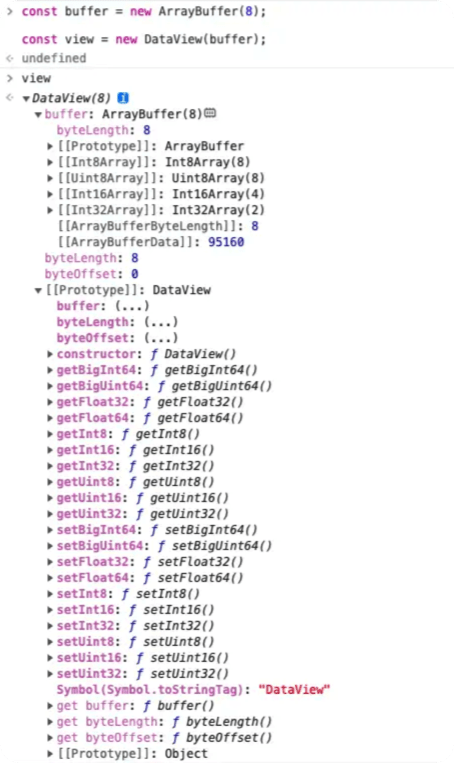 > const buffer = new ArrayBuffer(8);
const view = new DataView(buffer);
< undefined
> view
< ▼DataView(8) i
▼buffer: ArrayBuffer(8)
byteLength: 8
▶[[Prototype]]: ArrayBuffer
▶[[Int8Array]]: Int8Array(8)
▶[[Uint8Array]]: Uint8Array(8)
▶[[Int16Array]]: Int16Array(4)
▶[[Int32Array]]: Int32Array(2)
[[ArrayBufferByteLength]]: 8
[[ArrayBufferData]]: 95160
byteLength: 8
byteOffset: 0
▼[[Prototype]]: DataView
buffer: (...)
byteLength: (...)
byteOffset: (...)
▶constructor: ƒ DataView()
▶getBigInt64: ƒ getBigInt64()
▶getBigUint64: ƒ getBigUint64()
▶getFloat32: ƒ getFloat32()
▶getFloat64: ƒ getFloat64()
▶getInt8: ƒ getInt8()
▶getInt16: ƒ getInt16()
▶getInt32: ƒ getInt32()
▶getUint8: ƒ getUint8()
▶getUint16: ƒ getUint16()
▶getUint32: ƒ getUint32()
▶setBigInt64: ƒ setBigInt64()
▶setBigUint64: ƒ setBigUint64()
▶setFloat32: ƒ setFloat32()
▶setFloat64: ƒ setFloat64()
▶setInt8: ƒ setInt8()
▶setInt16: ƒ setInt16()
▶setInt32: ƒ setInt32()
▶setUint8: ƒ setUint8()
▶setUint16: ƒ setUint16()
▶setUint32: ƒ setUint32()
Symbol(Symbol.toStringTag): "DataView"
▶get buffer: ƒ buffer()
▶get byteLength: ƒ byteLength()
▶get byteOffset: ƒ byteOffset()
▶[[Prototype]]: Object